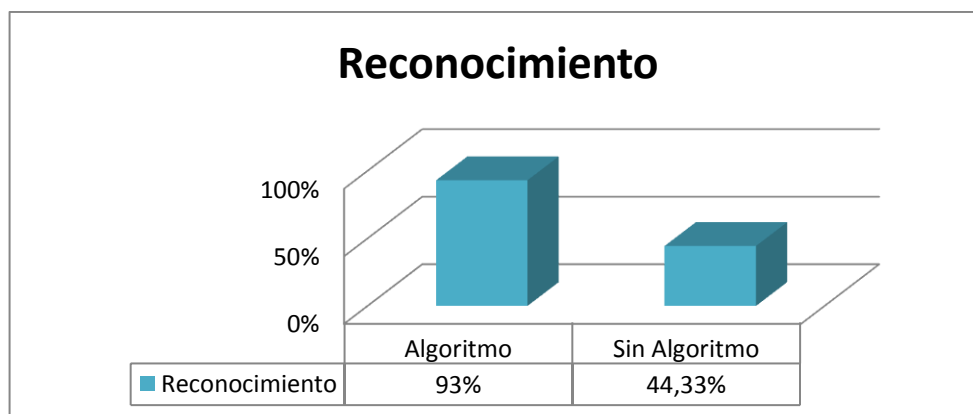 Reconocimiento
100%
50%
0%
Algoritmo Sin Algoritmo
Reconocimiento 93% 44,33%